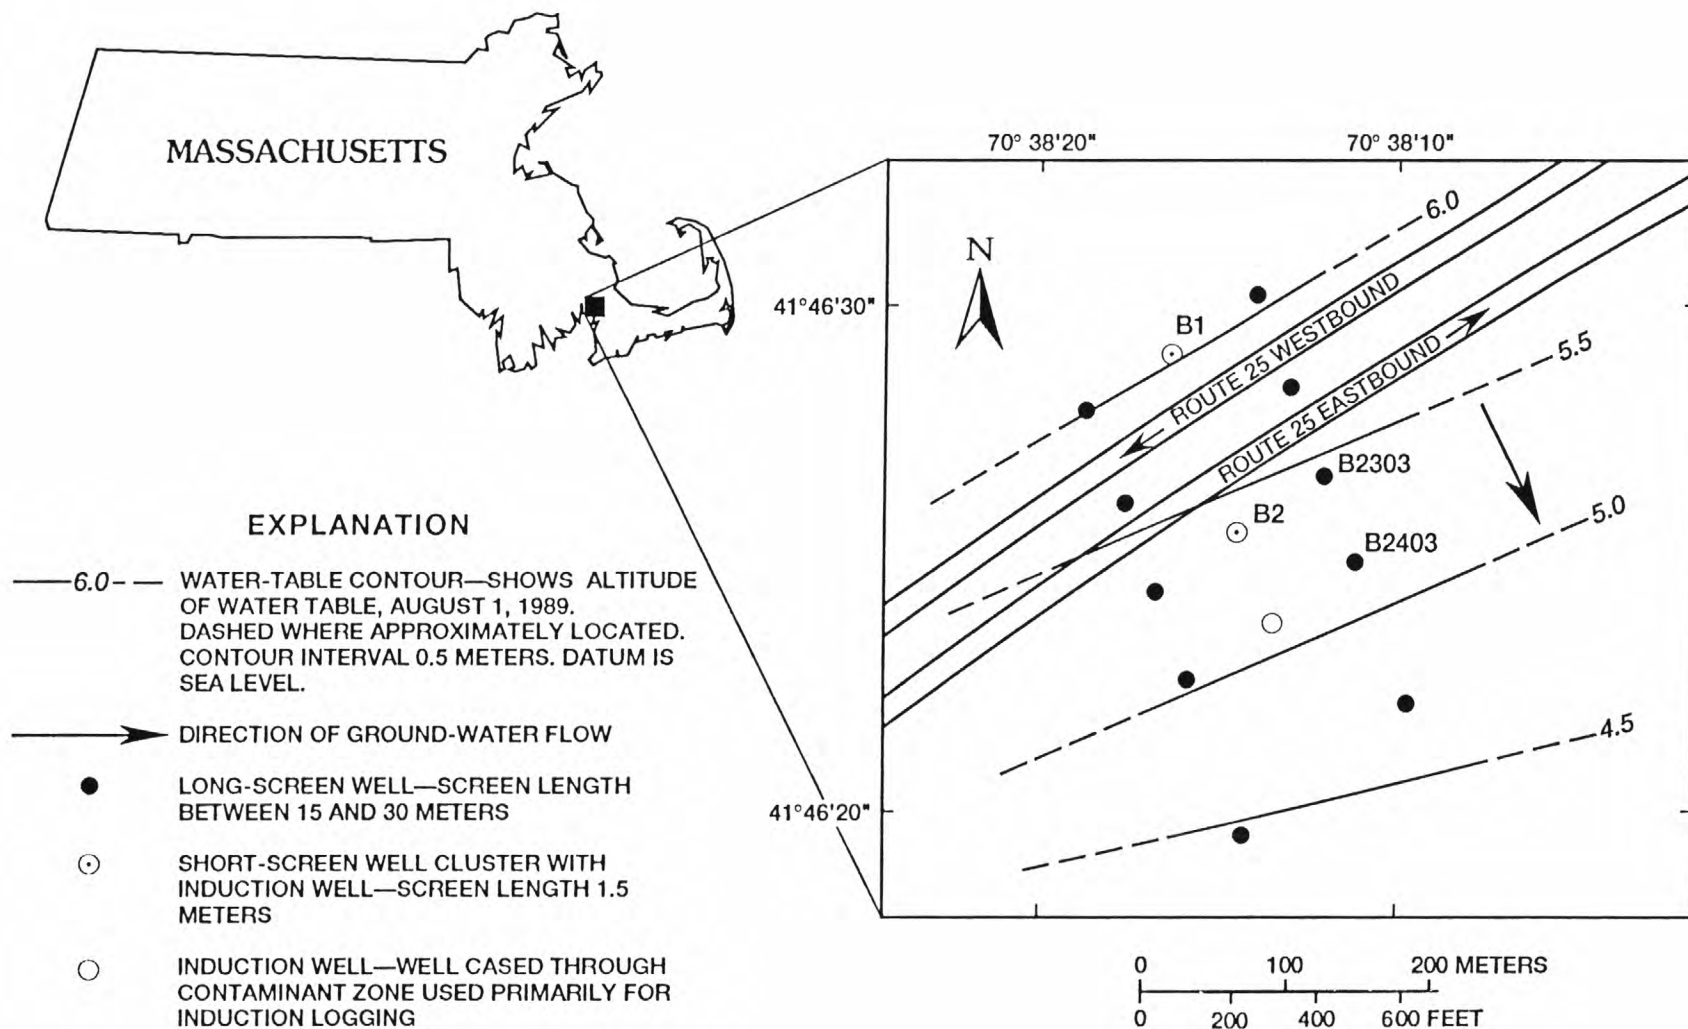 MASSACHUSETTS
70° 38'20"
70° 38'10"
6.0
N
41°46'30"
B1
ROUTE 25 WESTBOUND
5.5
ROUTE 25 EASTBOUND
B2303
B2
5.0
B2403
4.5
41°46'20"
EXPLANATION
6.0 WATER-TABLE CONTOUR—SHOWS ALTITUDE
OF WATER TABLE, AUGUST 1, 1989.
DASHED WHERE APPROXIMATELY LOCATED.
CONTOUR INTERVAL 0.5 METERS. DATUM IS
SEA LEVEL.
DIRECTION OF GROUND-WATER FLOW
LONG-SCREEN WELL—SCREEN LENGTH
BETWEEN 15 AND 30 METERS
SHORT-SCREEN WELL CLUSTER WITH
INDUCTION WELL—SCREEN LENGTH 1.5
METERS
INDUCTION WELL—WELL CASED THROUGH
CONTAMINANT ZONE USED PRIMARILY FOR
INDUCTION LOGGING
0 100 200 METERS
0 200 400 600 FEET